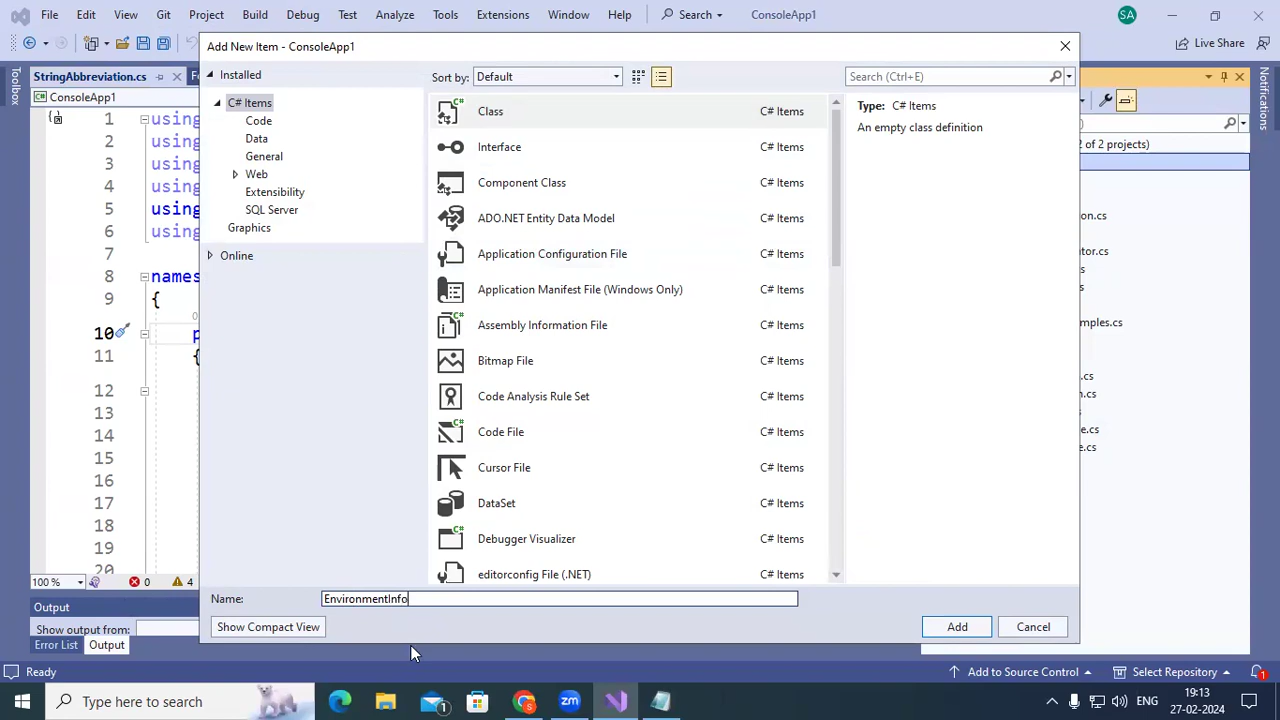 File Edit View Git Project Build Debug Test Analyze Tools Extensions Window Help Search ConsoleApp1 SA
Live Share
Add New Item - ConsoleApp1
Installed
Sort by: Default
Search (Ctrl+E)
C# Items
Code
Data
General
Web
Extensibility
SQL Server
Graphics
Online
Class C# Items
Interface C# Items
Component Class C# Items
ADO.NET Entity Data Model C# Items
Application Configuration File C# Items
Application Manifest File (Windows Only) C# Items
Assembly Information File C# Items
Bitmap File C# Items
Code Analysis Rule Set C# Items
Code File C# Items
Cursor File C# Items
DataSet C# Items
Debugger Visualizer C# Items
editorconfig File (.NET) C# Items
Type: C# Items
An empty class definition
Name: EnvironmentInfo
Show Compact View Add Cancel
Toolbox
StringAbbreviation.cs
ConsoleApp1
1 using
2 using
3 using
4 using
5 using
6 using
7
8 names
9 {
10
11 {
12
13
14
15
16
17
18
19
20
100 % 0 4
Output
Show output from:
Error List Output
2 of 2 projects)
on.cs
ator.cs
mples.cs
Notifications
Ready Add to Source Control Select Repository 1
Type here to search
1
ENG
19:13
27-02-2024